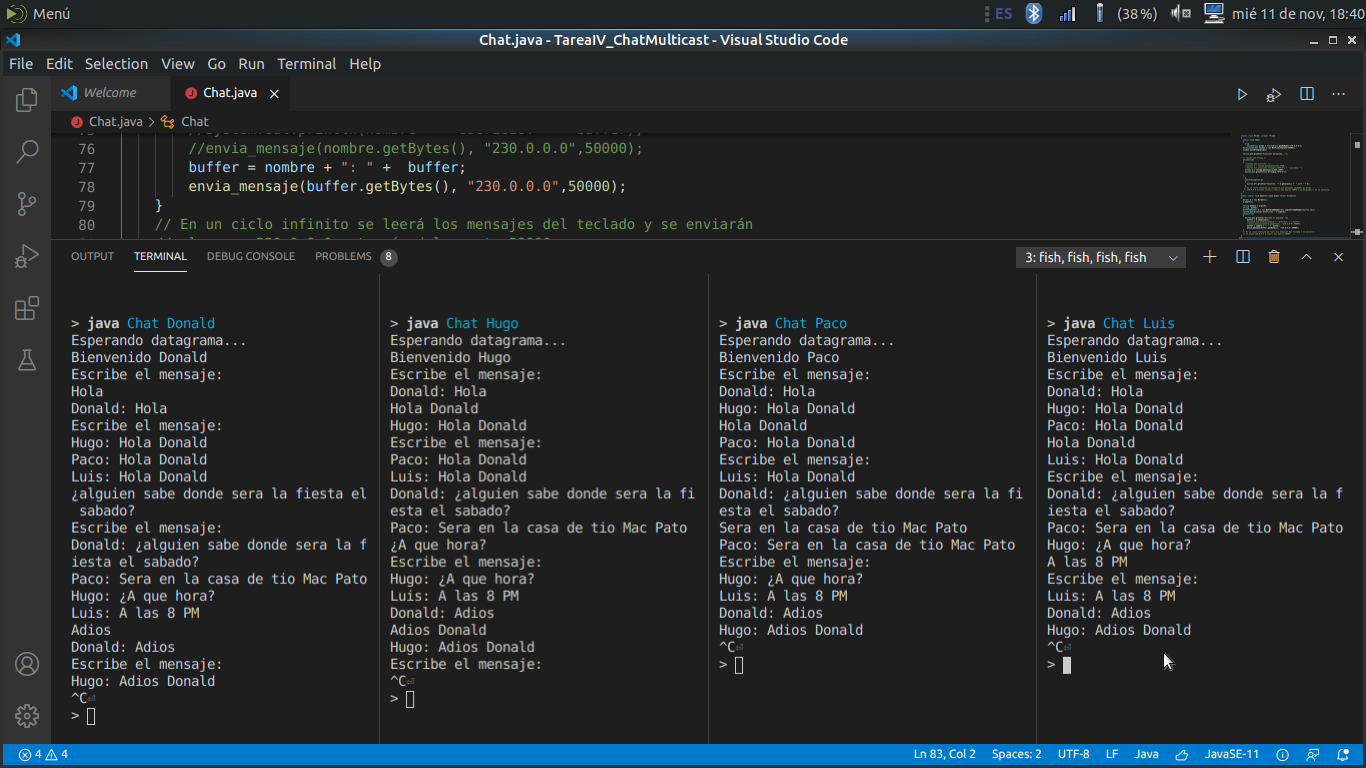 Menú
ES
(38%)
mié 11 de nov, 18:40
Chat.java - TareaIV_ChatMulticast - Visual Studio Code
File Edit Selection View Go Run Terminal Help
Welcome
Chat.java
Chat.java > Chat
76 //envia_mensaje(nombre.getBytes(), "230.0.0.0",50000);
77 buffer = nombre + ": " +  buffer;
78 envia_mensaje(buffer.getBytes(), "230.0.0.0",50000);
79 }
80 // En un ciclo infinito se leerá los mensajes del teclado y se enviarán
OUTPUT TERMINAL DEBUG CONSOLE PROBLEMS 8
3: fish, fish, fish, fish
> java Chat Donald
Esperando datagrama...
Bienvenido Donald
Escribe el mensaje:
Hola
Donald: Hola
Escribe el mensaje:
Hugo: Hola Donald
Paco: Hola Donald
Luis: Hola Donald
¿alguien sabe donde sera la fiesta el
sabado?
Escribe el mensaje:
Donald: ¿alguien sabe donde sera la f
iesta el sabado?
Paco: Sera en la casa de tio Mac Pato
Hugo: ¿A que hora?
Luis: A las 8 PM
Adios
Donald: Adios
Escribe el mensaje:
Hugo: Adios Donald
^C⏎
>
> java Chat Hugo
Esperando datagrama...
Bienvenido Hugo
Escribe el mensaje:
Donald: Hola
Hola Donald
Hugo: Hola Donald
Escribe el mensaje:
Paco: Hola Donald
Luis: Hola Donald
Donald: ¿alguien sabe donde sera la fi
esta el sabado?
Paco: Sera en la casa de tio Mac Pato
¿A que hora?
Escribe el mensaje:
Hugo: ¿A que hora?
Luis: A las 8 PM
Donald: Adios
Adios Donald
Hugo: Adios Donald
Escribe el mensaje:
^C⏎
>
> java Chat Paco
Esperando datagrama...
Bienvenido Paco
Escribe el mensaje:
Donald: Hola
Hugo: Hola Donald
Hola Donald
Paco: Hola Donald
Escribe el mensaje:
Luis: Hola Donald
Donald: ¿alguien sabe donde sera la fi
esta el sabado?
Sera en la casa de tio Mac Pato
Paco: Sera en la casa de tio Mac Pato
Escribe el mensaje:
Hugo: ¿A que hora?
Luis: A las 8 PM
Donald: Adios
Hugo: Adios Donald
^C⏎
>
> java Chat Luis
Esperando datagrama...
Bienvenido Luis
Escribe el mensaje:
Donald: Hola
Hugo: Hola Donald
Paco: Hola Donald
Hola Donald
Luis: Hola Donald
Escribe el mensaje:
Donald: ¿alguien sabe donde sera la f
iesta el sabado?
Paco: Sera en la casa de tio Mac Pato
Hugo: ¿A que hora?
A las 8 PM
Escribe el mensaje:
Luis: A las 8 PM
Donald: Adios
Hugo: Adios Donald
^C⏎
>
4 4
Ln 83, Col 2 Spaces: 2 UTF-8 LF Java JavaSE-11